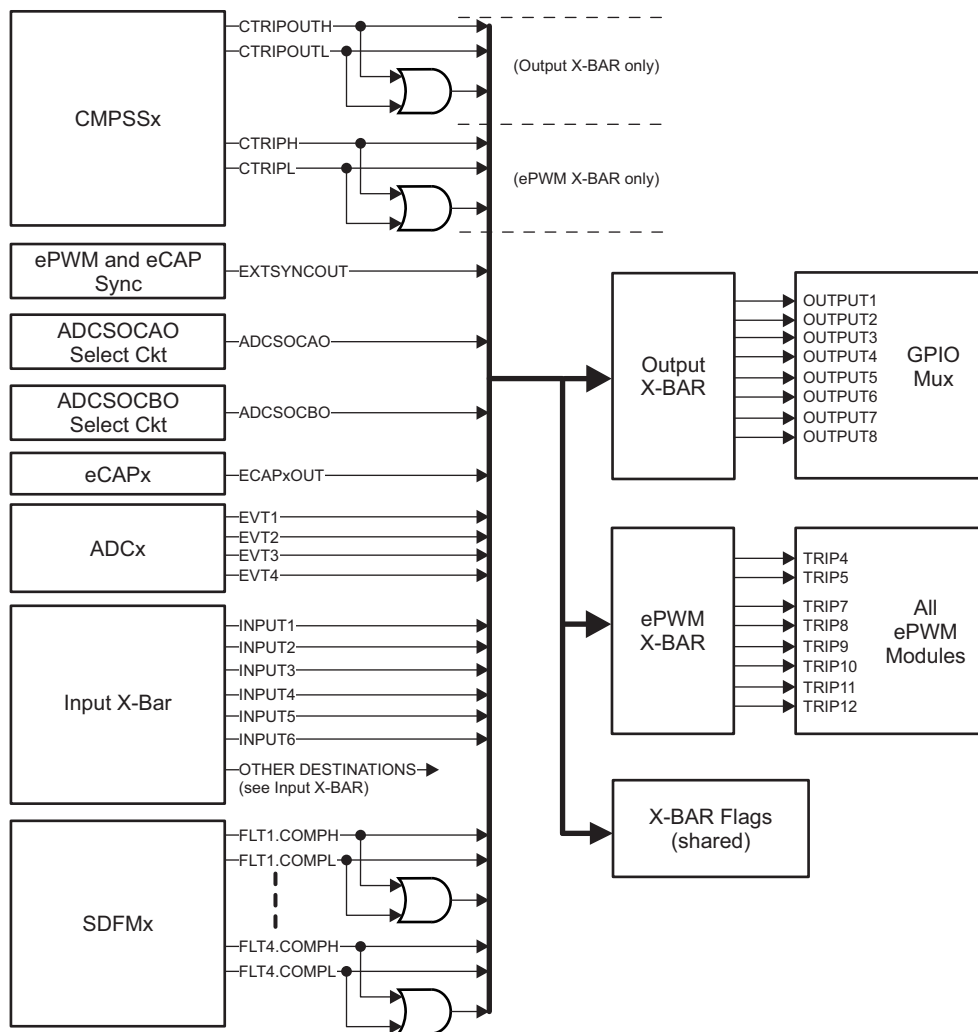 CMPSSx
CTRIPOUTH
CTRIPOUTL
(Output X-BAR only)
CTRIPH
CTRIPL
(ePWM X-BAR only)
ePWM and eCAP
Sync
EXTSYNCOUT
ADCSOCAO
Select Ckt
ADCSOCAO
ADCSOCBO
Select Ckt
ADCSOCBO
eCAPx
ECAPxOUT
ADCx
EVT1
EVT2
EVT3
EVT4
Input X-Bar
INPUT1
INPUT2
INPUT3
INPUT4
INPUT5
INPUT6
OTHER DESTINATIONS
(see Input X-BAR)
SDFMx
FLT1.COMPH
FLT1.COMPL
FLT4.COMPH
FLT4.COMPL
Output
X-BAR
OUTPUT1
OUTPUT2
OUTPUT3
OUTPUT4
OUTPUT5
OUTPUT6
OUTPUT7
OUTPUT8
GPIO
Mux
ePWM
X-BAR
TRIP4
TRIP5
TRIP7
TRIP8
TRIP9
TRIP10
TRIP11
TRIP12
All
ePWM
Modules
X-BAR Flags
(shared)